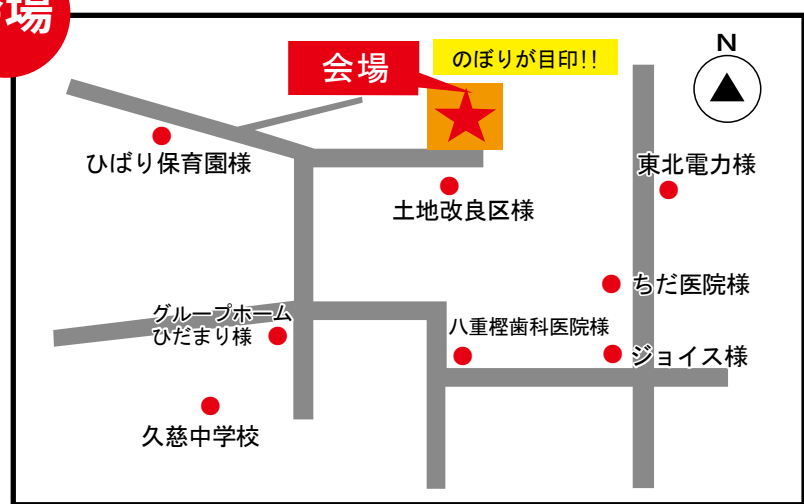 場
会場
のぼりが目印!!
N
ひばり保育園様
東北電力様
土地改良区様
ちだ医院様
グループホーム
ひだまり様
八重樫歯科医院様
ジョイス様
久慈中学校